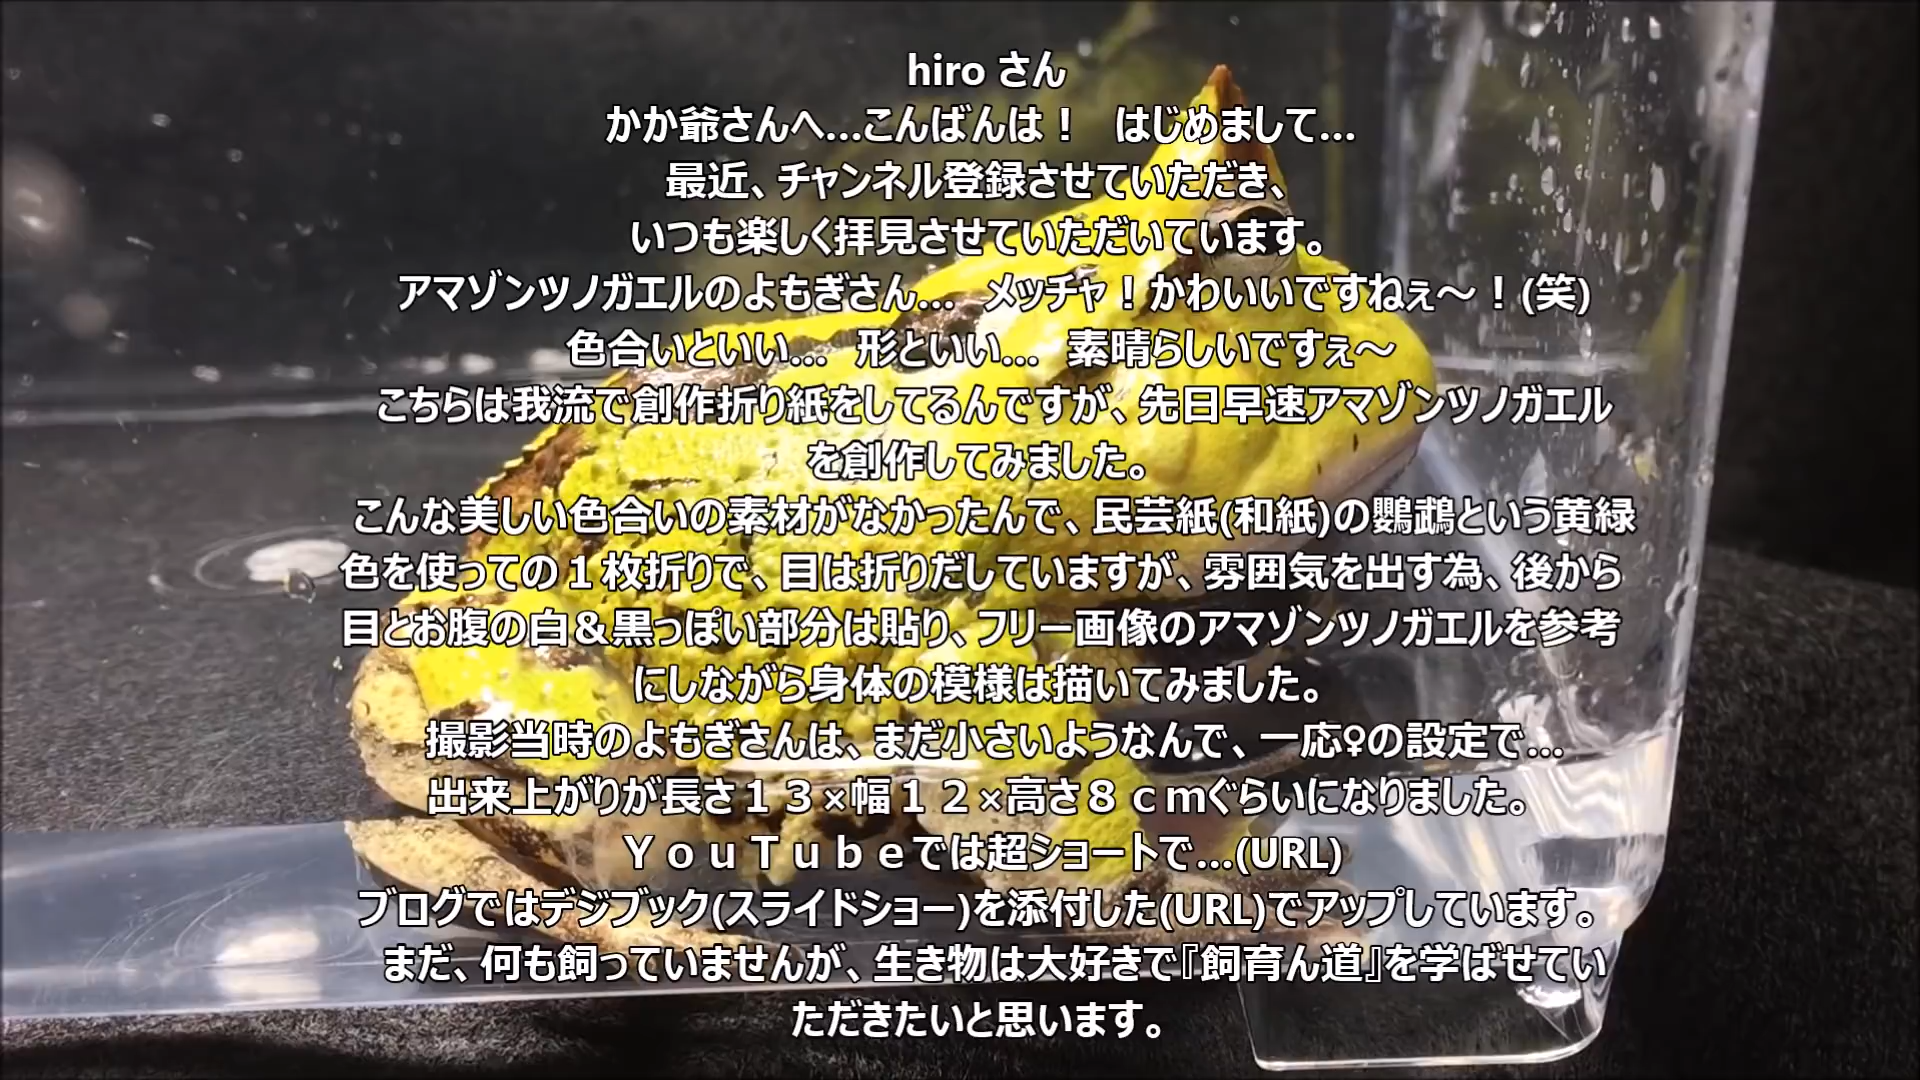 hiro さん
かか爺さんへ…こんばんは！　はじめまして…
最近、チャンネル登録させていただき、
いつも楽しく拝見させていただいています。
アマゾンツノガエルのよもぎさん…　メッチャ！かわいいですねぇ～！(笑)
色合いといい…　形といい…　素晴らしいですぇ～
こちらは我流で創作折り紙をしてるんですが、先日早速アマゾンツノガエル
を創作してみました。
こんな美しい色合いの素材がなかったんで、民芸紙(和紙)の鸚鵡という黄緑
色を使っての１枚折りで、目は折りだしていますが、雰囲気を出す為、後から
目とお腹の白＆黒っぽい部分は貼り、フリー画像のアマゾンツノガエルを参考
にしながら身体の模様は描いてみました。
撮影当時のよもぎさんは、まだ小さいようなんで、一応♀の設定で…
出来上がりが長さ１３×幅１２×高さ８ｃｍぐらいになりました。
ＹｏｕＴｕｂｅでは超ショートで…(URL)
ブログではデジブック(スライドショー)を添付した(URL)でアップしています。
まだ、何も飼っていませんが、生き物は大好きで『飼育ん道』を学ばせてい
ただきたいと思います。